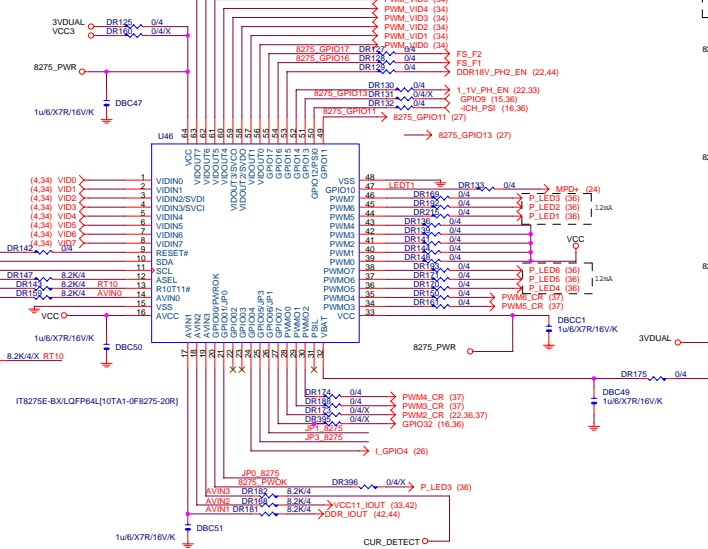 PWM_VID4 (34)
PWM_VID3 (34)
PWM_VID2 (34)
PWM_VID1 (34)
PWM_VID0 (34)
3VDUAL DR125 0/4
VCC3 DR160 0/4/X
8275_GPIO17 DR127 0/4 FS_F2
8275_GPIO16 DR128 0/4 FS_F1
DR129 0/4 DDR18V_PH2_EN (22,44)
8275_PWR
DR130 0/4 1_1V_PH_EN (22,33)
8275_GPIO13 DR131 0/4/X GPIO9 (15,36)
DR132 0/4 -ICH_PSI (16,36)
8275_GPIO11 8275_GPIO11 (27)
8275_GPIO13 (27)
DBC47
1u/6/X7R/16V/K
U46
64 63 62 61 60 59 58 57 56 55 54 53 52 51 50 49
VCC VIDOUT7 VIDOUT6 VIDOUT5 VIDOUT4 VIDOUT3/SVCO VIDOUT2/SVDO VIDOUT1 VIDOUT0 GPIO17 GPIO16 GPIO15 GPIO14 GPIO13 GPIO12/PSI0 GPIO11
(4,34) VID0 1 VIDIN0
(4,34) VID1 2 VIDIN1
(4,34) VID2 3 VIDIN2/SVDI
(4,34) VID3 4 VIDIN3/SVCI
(4,34) VID4 5 VIDIN4
(4,34) VID5 6 VIDIN5
(4,34) VID6 7 VIDIN6
(4,34) VID7 8 VIDIN7
DR142 0/4 9 RESET#
10 SDA
11 SCL
DR147 8.2K/4 12 ASEL
DR143 8.2K/4 RT10 13 R10T11#
DR159 8.2K/4 AVIN0 14 AVIN0
15 VSS
VCC 16 AVCC
VSS 48
GPIO10 47 LEDT1 DR133 0/4 MPD+ (24)
PWM7 46 DR169 0/4 P_LED3 (36)
PWM6 45 0/4 P_LED2 (36) 12mA
PWM5 44 DR215 0/4 P_LED1 (36)
PWM4 43 DR136 0/4
PWM3 42 DR139 0/4
PWM2 41 DR141 0/4
PWM1 40 DR144 0/4
PWM0 39 DR148 0/4
VCC
PWMO7 38 0/4 P_LED6 (36)
PWMO6 37 0/4 P_LED5 (36) 12mA
PWMO5 36 DR170 0/4 P_LED4 (36)
PWMO4 35 0/4 PWM6_CR (37)
PWMO3 34 0/4 PWM5_CR (37)
VCC 33
AVIN1 AVIN2 AVIN3 GPIO00/PWROK GPIO01/JP0 GPIO02 GPIO03 GPIO04 GPIO05/JP3 GPIO06/JP1 GPIO07 PWMO0 PWMO1 PWMO2 PSIL VBAT
17 18 19 20 21 22 23 24 25 26 27 28 29 30 31 32
1u/6/X7R/16V/K
DBC50
8.2K/4/X RT10
DBCC1
1u/6/X7R/16V/K
8275_PWR
3VDUAL
DR175 0/4
DBC49
1u/6/X7R/16V/K
IT8275E-BX/LQFP64L[10TA1-0F8275-20R]
DR174 0/4 PWM4_CR (37)
DR188 0/4 PWM3_CR (37)
DR173 0/4/X PWM2_CR (22,36,37)
DR395 0/4/X GPIO32 (16,36)
JP1_8275
JP3_8275
I_GPIO4 (26)
JP0_8275
8275_PWOK DR396 0/4/X P_LED3 (36)
AVIN3 DR182 8.2K/4
AVIN2 DR168 8.2K/4 VCC11_IOUT (33,42)
AVIN1 DR181 8.2K/4 DDR_IOUT (42,44)
DBC51
1u/6/X7R/16V/K
CUR_DETECT